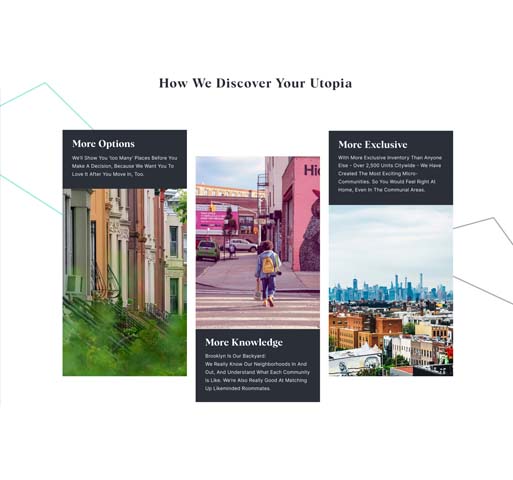 How We Discover Your Utopia
More Options
We'll Show You 'too Many' Places Before You
Make A Decision, Because We Want You To
Love It After You Move In, Too.
More Exclusive
With More Exclusive Inventory Than Anyone
Else - Over 2,500 Units Citywide - We Have
Created The Most Exciting Micro-
Communities. So You Would Feel Right At
Home, Even In The Communal Areas.
Hi
More Knowledge
Brooklyn Is Our Backyard:
We Really Know Our Neighborhoods In And
Out, And Understand What Each Community
Is Like. We're Also Really Good At Matching
Up Likeminded Roommates.